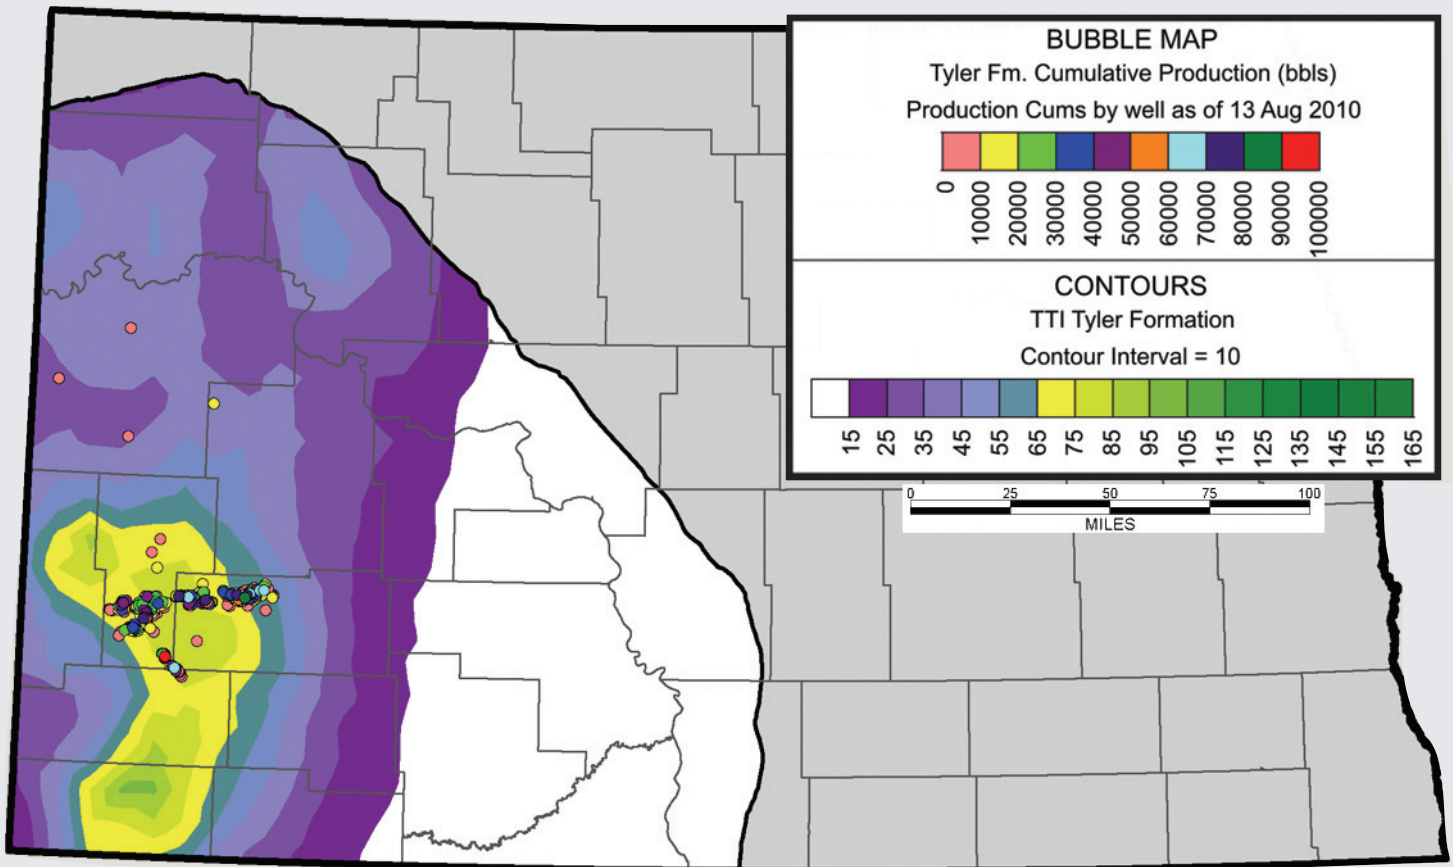 BUBBLE MAP
Tyler Fm. Cumulative Production (bbls)
Production Cums by well as of 13 Aug 2010
0 10000 20000 30000 40000 50000 60000 70000 80000 90000 100000
CONTOURS
TTI Tyler Formation
Contour Interval = 10
15 25 35 45 55 65 75 85 95 105 115 125 135 145 155 165
0 25 50 75 100
MILES